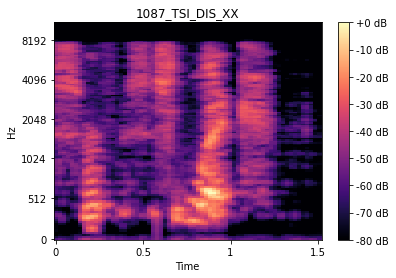 1087_TSI_DIS_XX
Hz
8192
4096
2048
1024
512
0
0
0.5
1
1.5
Time
+0 dB
-10 dB
-20 dB
-30 dB
-40 dB
-50 dB
-60 dB
-70 dB
-80 dB